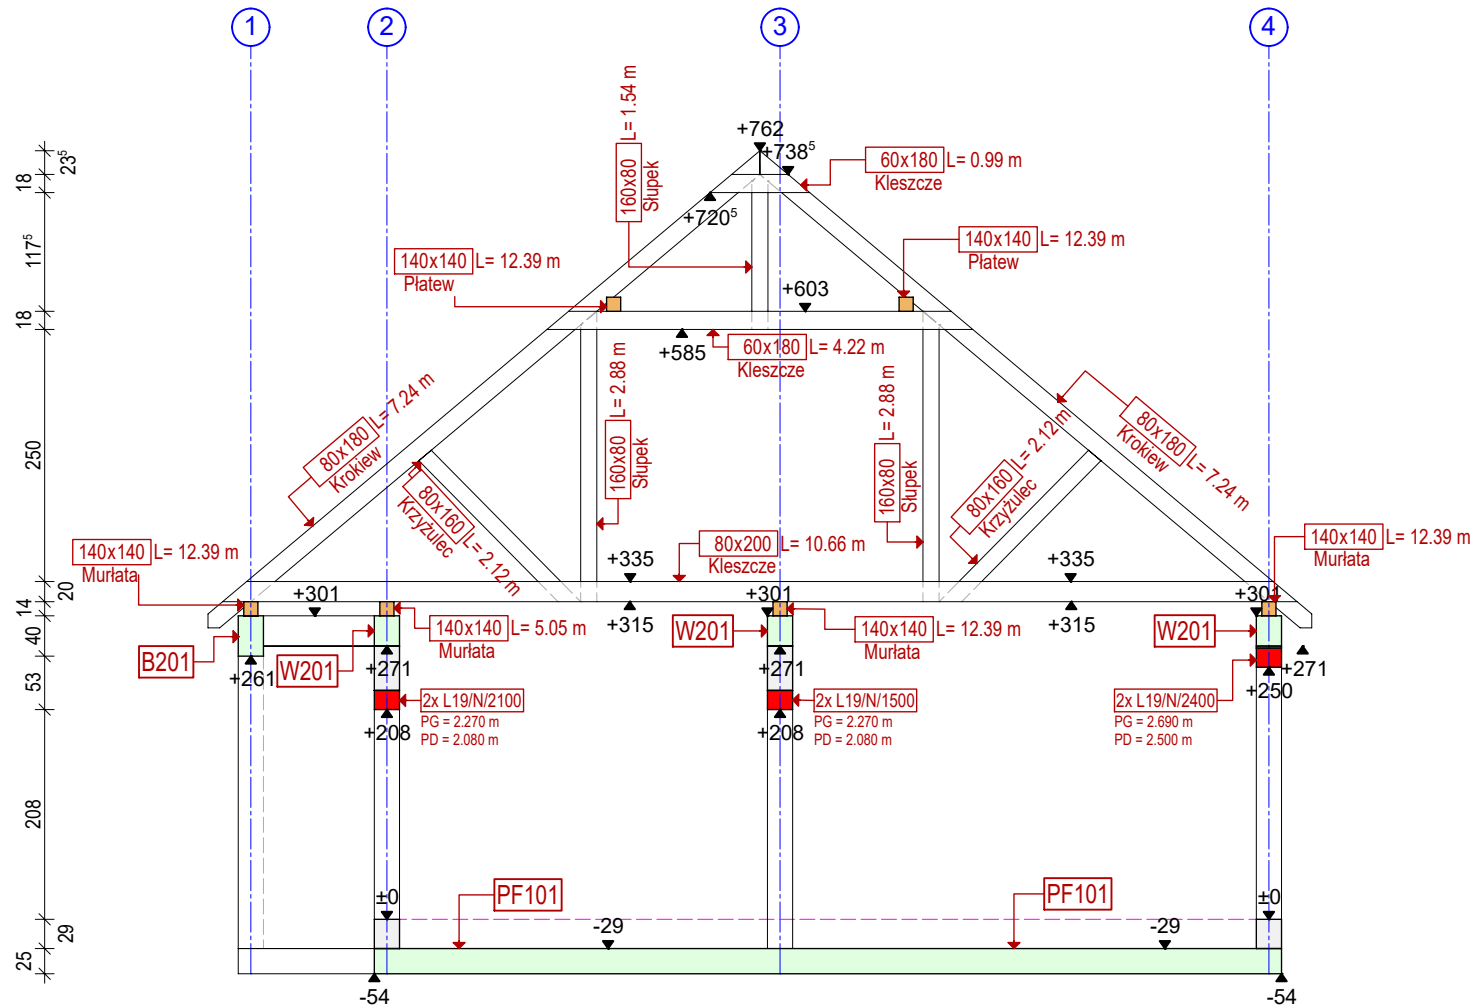 1
2
3
4
+762
+738⁵
+720⁵
60x180 L= 0.99 m
Kleszcze
160x80 L= 1.54 m
Słupek
140x140 L= 12.39 m
Płatew
140x140 L= 12.39 m
Płatew
+603
+585
60x180 L= 4.22 m
Kleszcze
80x180 L= 7.24 m
Krokiew
160x80 L= 2.88 m
Słupek
160x80 L= 2.88 m
Słupek
80x180 L= 7.24 m
Krokiew
80x160 L= 2.12 m
Krzyżulec
80x160 L= 2.12 m
Krzyżulec
140x140 L= 12.39 m
Murłata
80x200 L= 10.66 m
Kleszcze
140x140 L= 12.39 m
Murłata
+335
+335
+301
+301
+301
+315
+315
140x140 L= 5.05 m
Murłata
140x140 L= 12.39 m
Murłata
B201
W201
W201
W201
+261
+271
+271
+271
+250
2x L19/N/2100
PG = 2.270 m
PD = 2.080 m
2x L19/N/1500
PG = 2.270 m
PD = 2.080 m
2x L19/N/2400
PG = 2.690 m
PD = 2.500 m
+208
+208
±0
±0
PF101
PF101
-29
-29
-54
-54
23⁵
18
117⁵
18
250
20
14
40
53
208
29
25